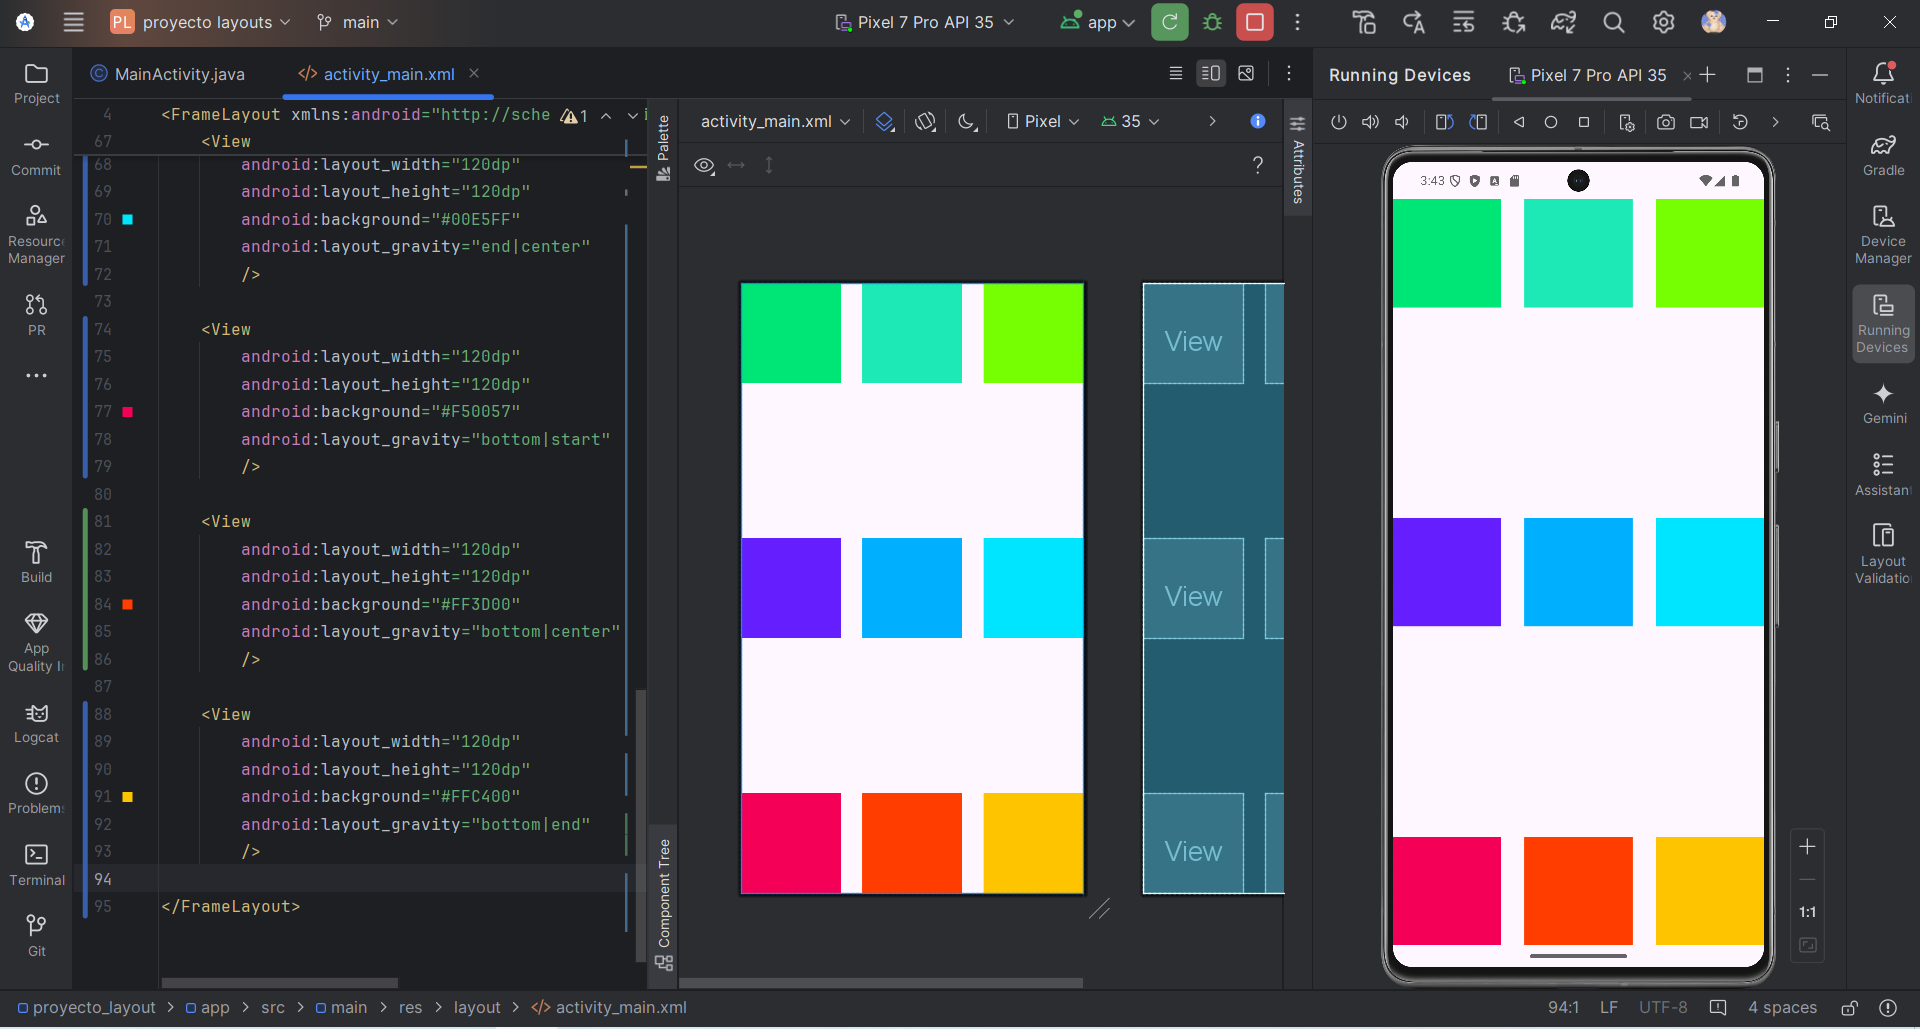 PL proyecto layouts main Pixel 7 Pro API 35 app
MainActivity.java activity_main.xml
Running Devices Pixel 7 Pro API 35
Project
Commit
Resourc
Manager
PR
Build
App
Quality
Logcat
Problem
Terminal
Git
4 <FrameLayout xmlns:android="http://sche 1
67 <View
68 android:layout_width="120dp"
69 android:layout_height="120dp"
70 android:background="#00E5FF"
71 android:layout_gravity="end|center"
72 />
73
74 <View
75 android:layout_width="120dp"
76 android:layout_height="120dp"
77 android:background="#F50057"
78 android:layout_gravity="bottom|start"
79 />
80
81 <View
82 android:layout_width="120dp"
83 android:layout_height="120dp"
84 android:background="#FF3D00"
85 android:layout_gravity="bottom|center"
86 />
87
88 <View
89 android:layout_width="120dp"
90 android:layout_height="120dp"
91 android:background="#FFC400"
92 android:layout_gravity="bottom|end"
93 />
94
95 </FrameLayout>
Palette
Component Tree
activity_main.xml Pixel 35
?
View
View
View
Attributes
3:43
1:1
Notificat
Gradle
Device
Manager
Running
Devices
Gemini
Assistant
Layout
Validatio
proyecto_layout > app > src > main > res > layout > activity_main.xml
94:1 LF UTF-8 4 spaces